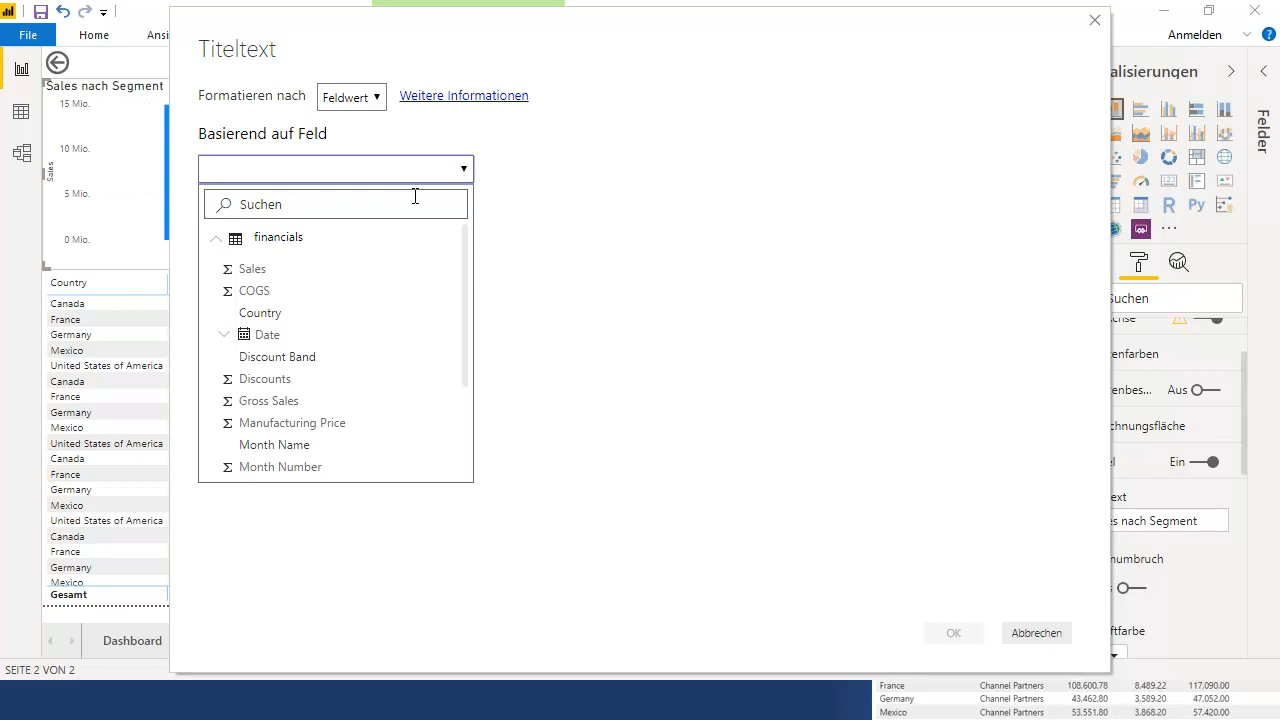 File
Home
Ansi
Anmelden
Sales nach Segment
15 Mio.
10 Mio.
5 Mio.
0 Mio.
Sales
Country
Canada
France
Germany
Mexico
United States of America
Canada
France
Germany
Mexico
United States of America
Canada
France
Germany
Mexico
United States of America
Canada
France
Germany
Mexico
Gesamt
Dashboard
SEITE 2 VON 2
Titeltext
Formatieren nach
Feldwert
Weitere Informationen
Basierend auf Feld
Suchen
financials
Sales
COGS
Country
Date
Discount Band
Discounts
Gross Sales
Manufacturing Price
Month Name
Month Number
OK
Abbrechen
alisierungen
Felder
R
Py
Suchen
chse
enfarben
enbes... Aus
chnungsfläche
el Ein
ext
es nach Segment
numbruch
s
ftfarbe
France Channel Partners 108.600.78 8.489.22 117,090.00
Germany Channel Partners 43.462.80 3.589.20 47,052.00
Mexico Channel Partners 53.551.80 3.868.20 57,420.00